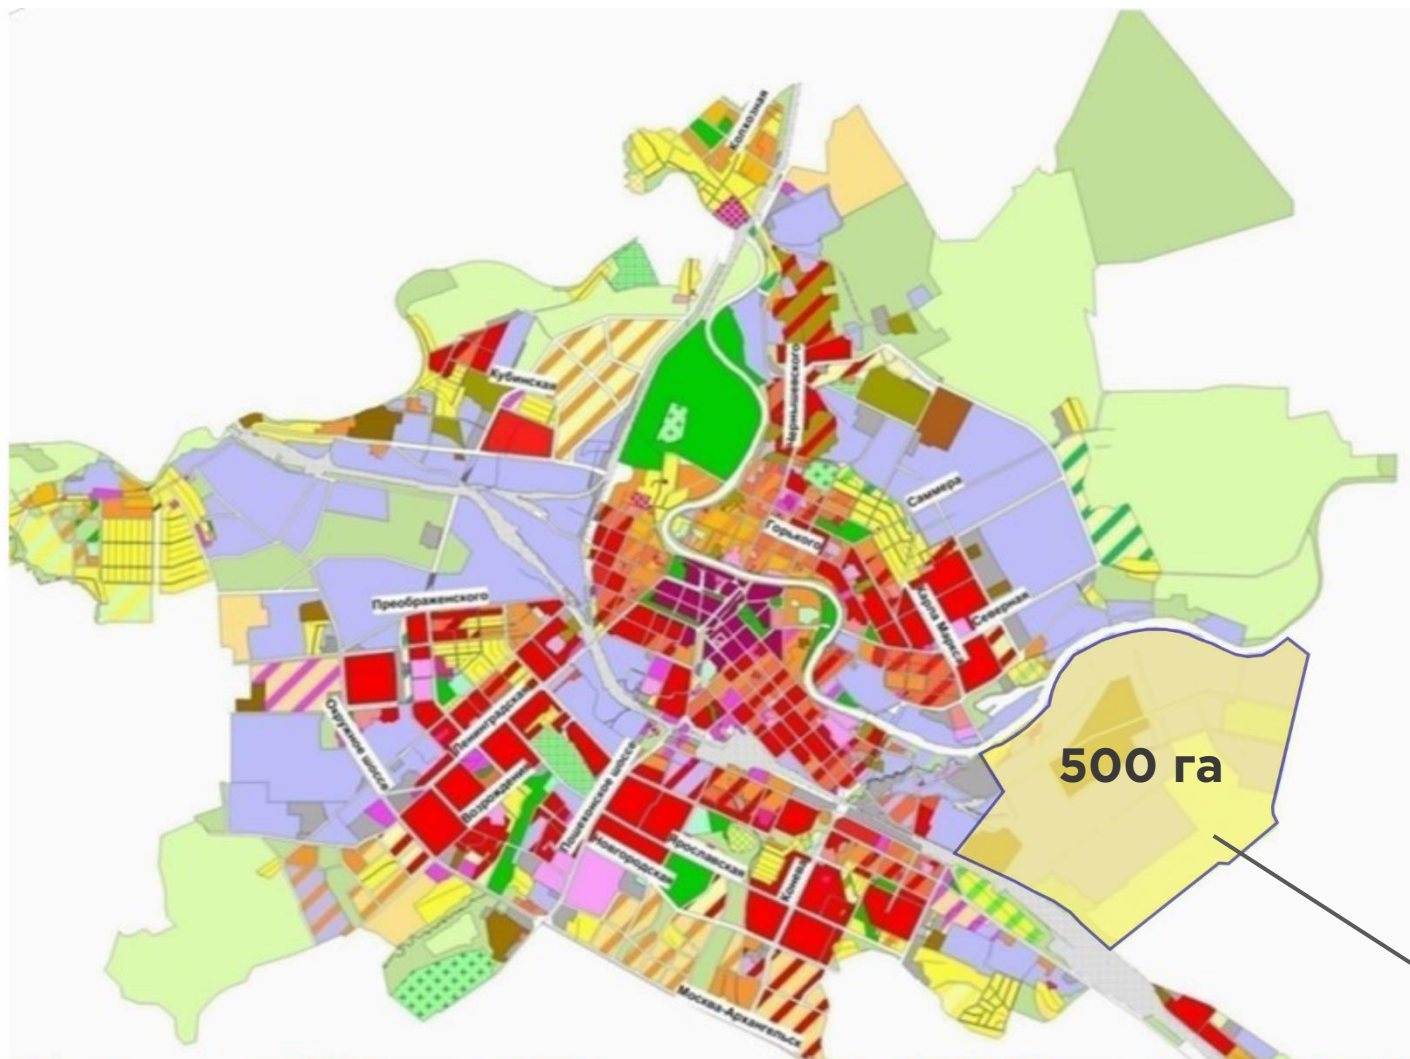 Колхозная
Кубинская
Чернышевского
Саммера
Горького
Преображенского
Карла Маркса
Северная
Окружное шоссе
Ленинградская
500 га
Возрождения
Пошехонское шоссе
Новгородская
Ярославская
Конева
Москва-Архангельск